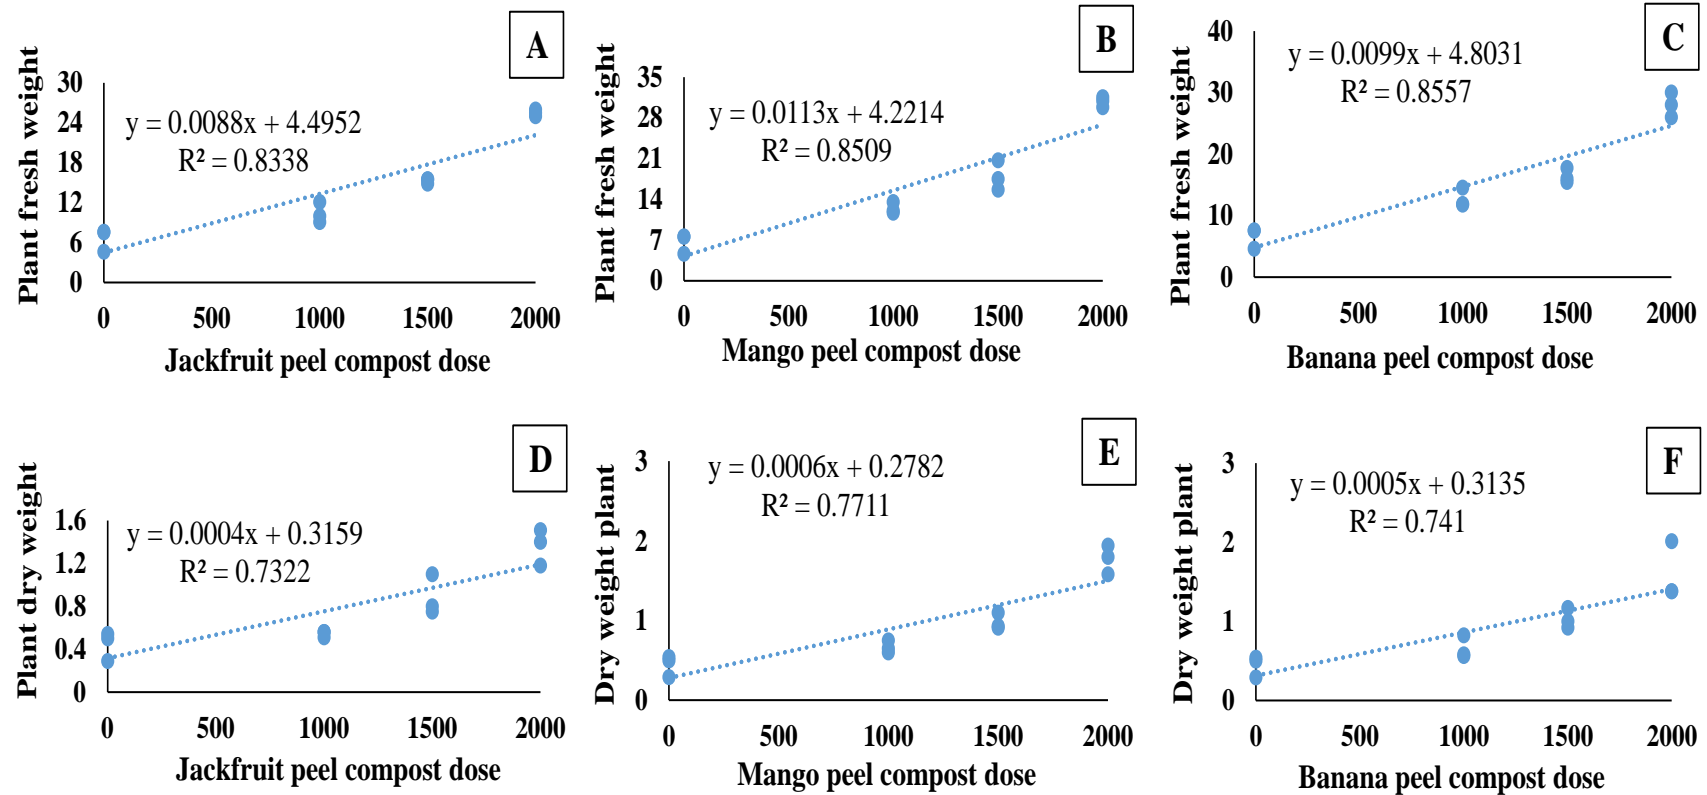 A
Plant fresh weight
y = 0.0088x + 4.4952
R² = 0.8338
30
24
18
12
6
0
0 500 1000 1500 2000
Jackfruit peel compost dose
B
Plant fresh weight
y = 0.0113x + 4.2214
R² = 0.8509
35
28
21
14
7
0
0 500 1000 1500 2000
Mango peel compost dose
C
Plant fresh weight
y = 0.0099x + 4.8031
R² = 0.8557
40
30
20
10
0
0 500 1000 1500 2000
Banana peel compost dose
D
Plant dry weight
y = 0.0004x + 0.3159
R² = 0.7322
1.6
1.2
0.8
0.4
0
0 500 1000 1500 2000
Jackfruit peel compost dose
E
Dry weight plant
y = 0.0006x + 0.2782
R² = 0.7711
3
2
1
0
0 500 1000 1500 2000
Mango peel compost dose
F
Dry weight plant
y = 0.0005x + 0.3135
R² = 0.741
3
2
1
0
0 500 1000 1500 2000
Banana peel compost dose